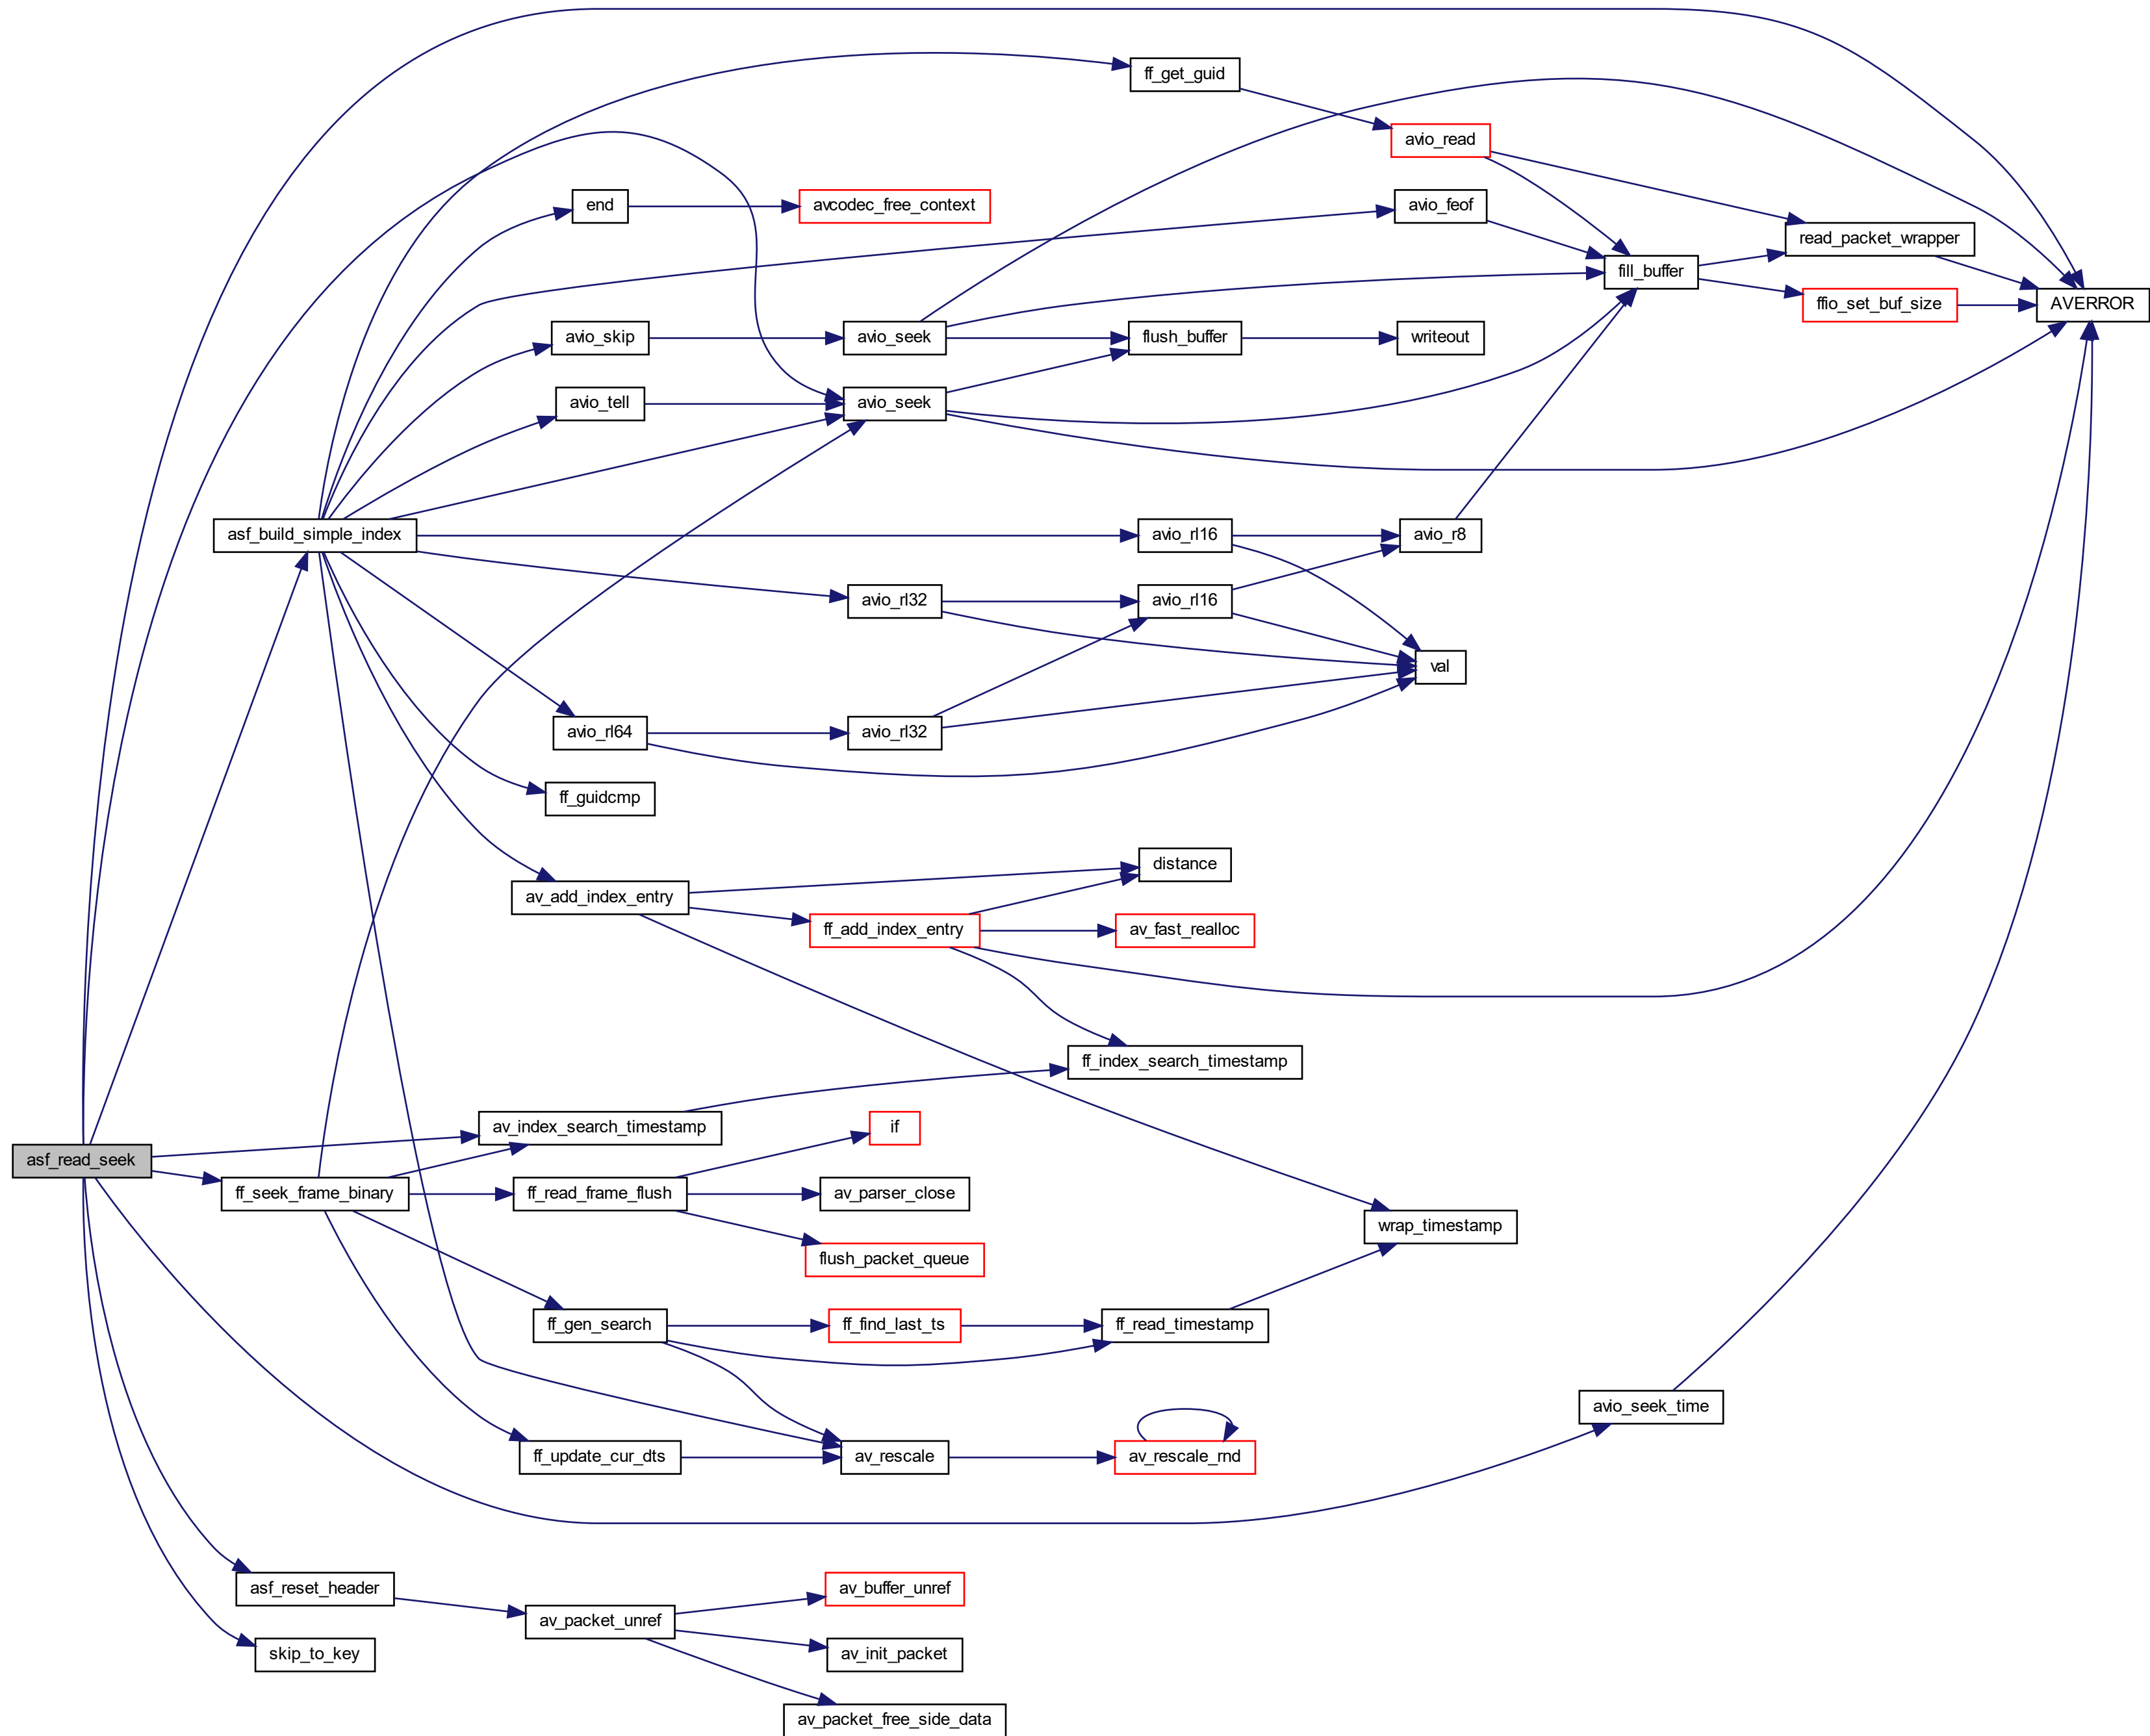 ff_get_guid
avio_read
end
avcodec_free_context
avio_feof
read_packet_wrapper
fill_buffer
ffio_set_buf_size
AVERROR
avio_skip
avio_seek
flush_buffer
writeout
avio_tell
avio_seek
asf_build_simple_index
avio_rl16
avio_r8
avio_rl32
avio_rl16
val
avio_rl64
avio_rl32
ff_guidcmp
distance
av_add_index_entry
ff_add_index_entry
av_fast_realloc
ff_index_search_timestamp
av_index_search_timestamp
if
asf_read_seek
ff_seek_frame_binary
ff_read_frame_flush
av_parser_close
wrap_timestamp
flush_packet_queue
ff_gen_search
ff_find_last_ts
ff_read_timestamp
avio_seek_time
ff_update_cur_dts
av_rescale
av_rescale_rnd
asf_reset_header
av_buffer_unref
av_packet_unref
skip_to_key
av_init_packet
av_packet_free_side_data